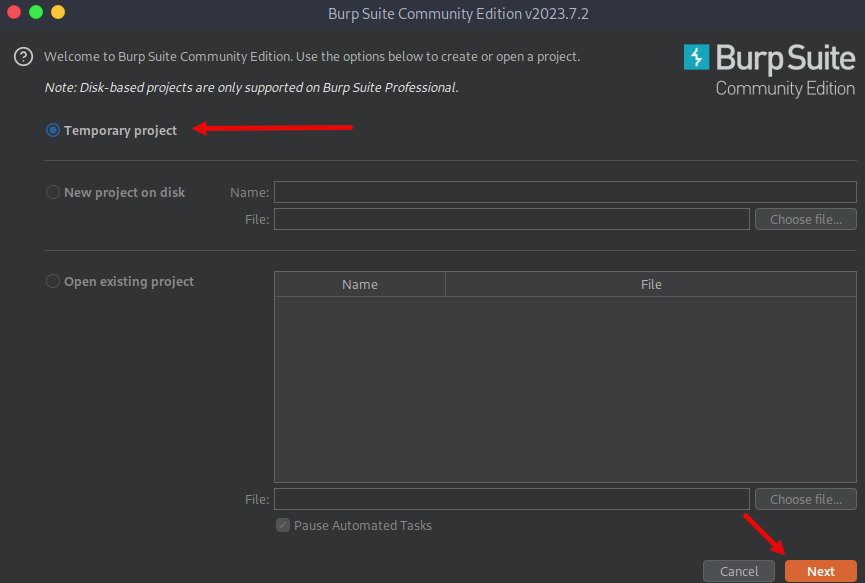 Burp Suite Community Edition v2023.7.2
Welcome to Burp Suite Community Edition. Use the options below to create or open a project.
Note: Disk-based projects are only supported on Burp Suite Professional.
Burp Suite
Community Edition
Temporary project
New project on disk
Name:
File:
Choose file...
Open existing project
Name
File
File:
Choose file...
Pause Automated Tasks
Cancel
Next